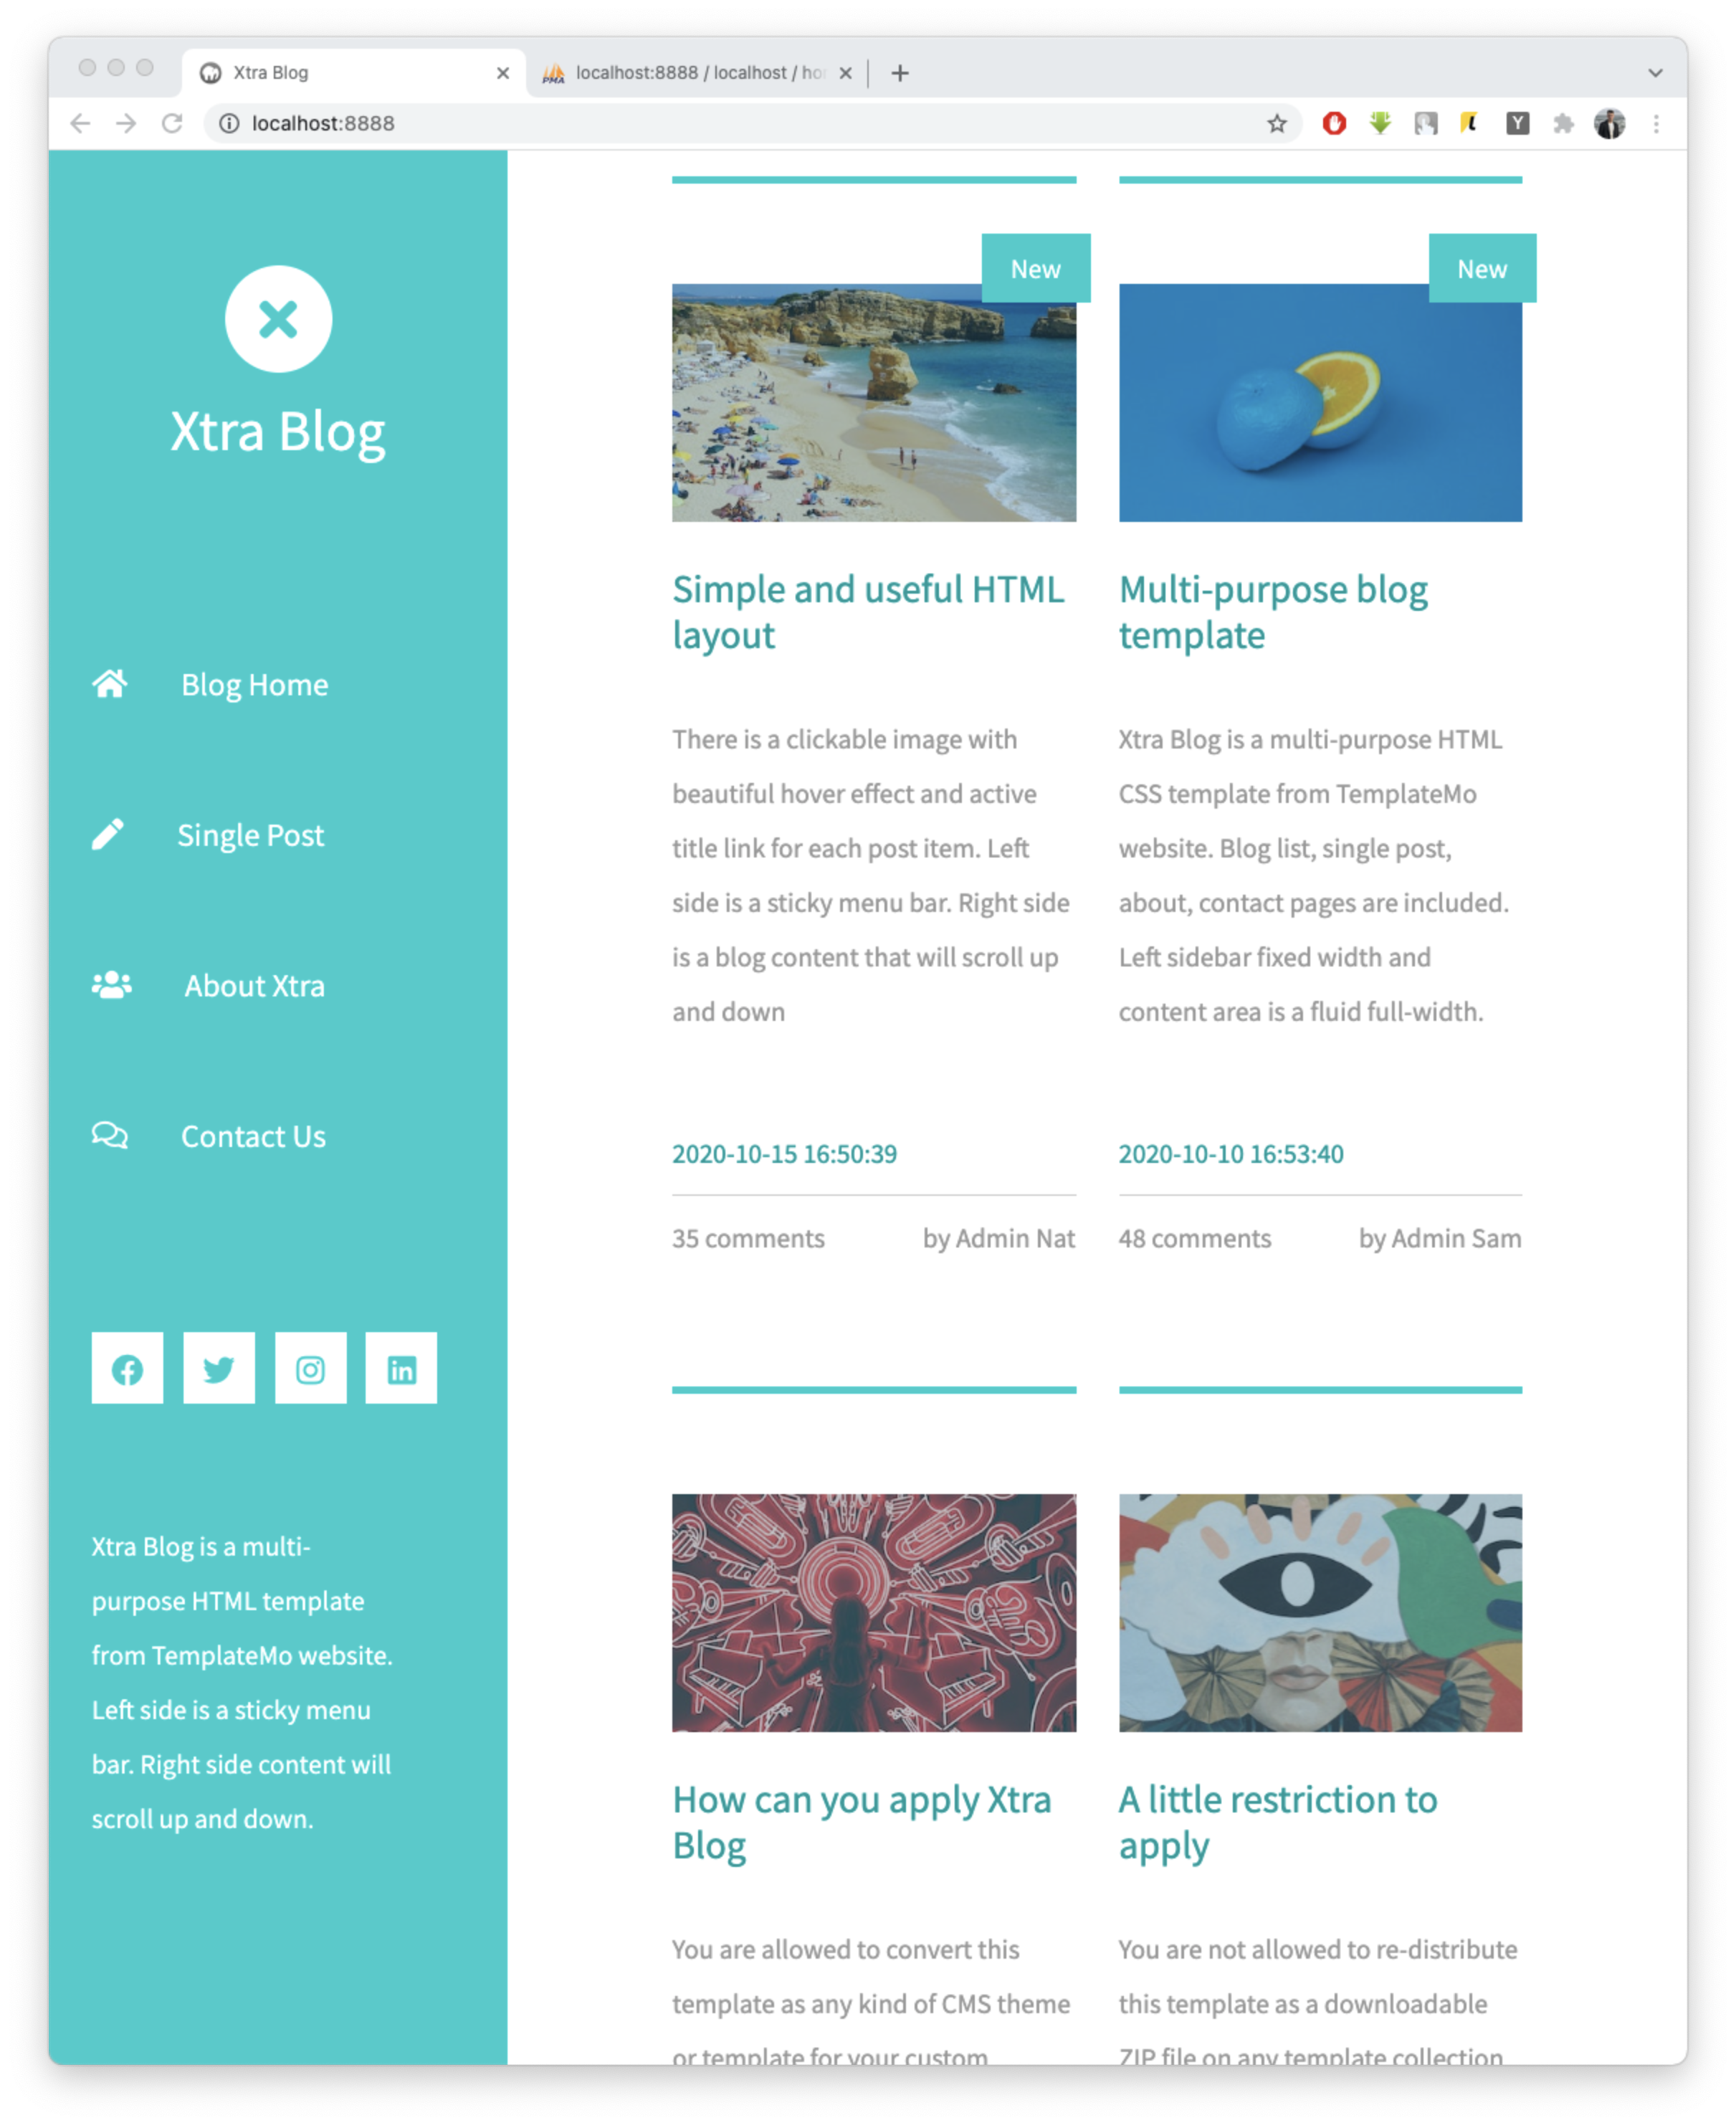 Xtra Blog
PMA
localhost:8888 / localhost / ho
localhost:8888
Y
Xtra Blog
Blog Home
Single Post
About Xtra
Contact Us
in
Xtra Blog is a multi-
purpose HTML template
from TemplateMo website.
Left side is a sticky menu
bar. Right side content will
scroll up and down.
New
Simple and useful HTML
layout
There is a clickable image with
beautiful hover effect and active
title link for each post item. Left
side is a sticky menu bar. Right side
is a blog content that will scroll up
and down
2020-10-15 16:50:39
35 comments
by Admin Nat
New
Multi-purpose blog
template
Xtra Blog is a multi-purpose HTML
CSS template from TemplateMo
website. Blog list, single post,
about, contact pages are included.
Left sidebar fixed width and
content area is a fluid full-width.
2020-10-10 16:53:40
48 comments
by Admin Sam
How can you apply Xtra
Blog
You are allowed to convert this
template as any kind of CMS theme
or template for your custom
A little restriction to
apply
You are not allowed to re-distribute
this template as a downloadable
ZIP file on any template collection